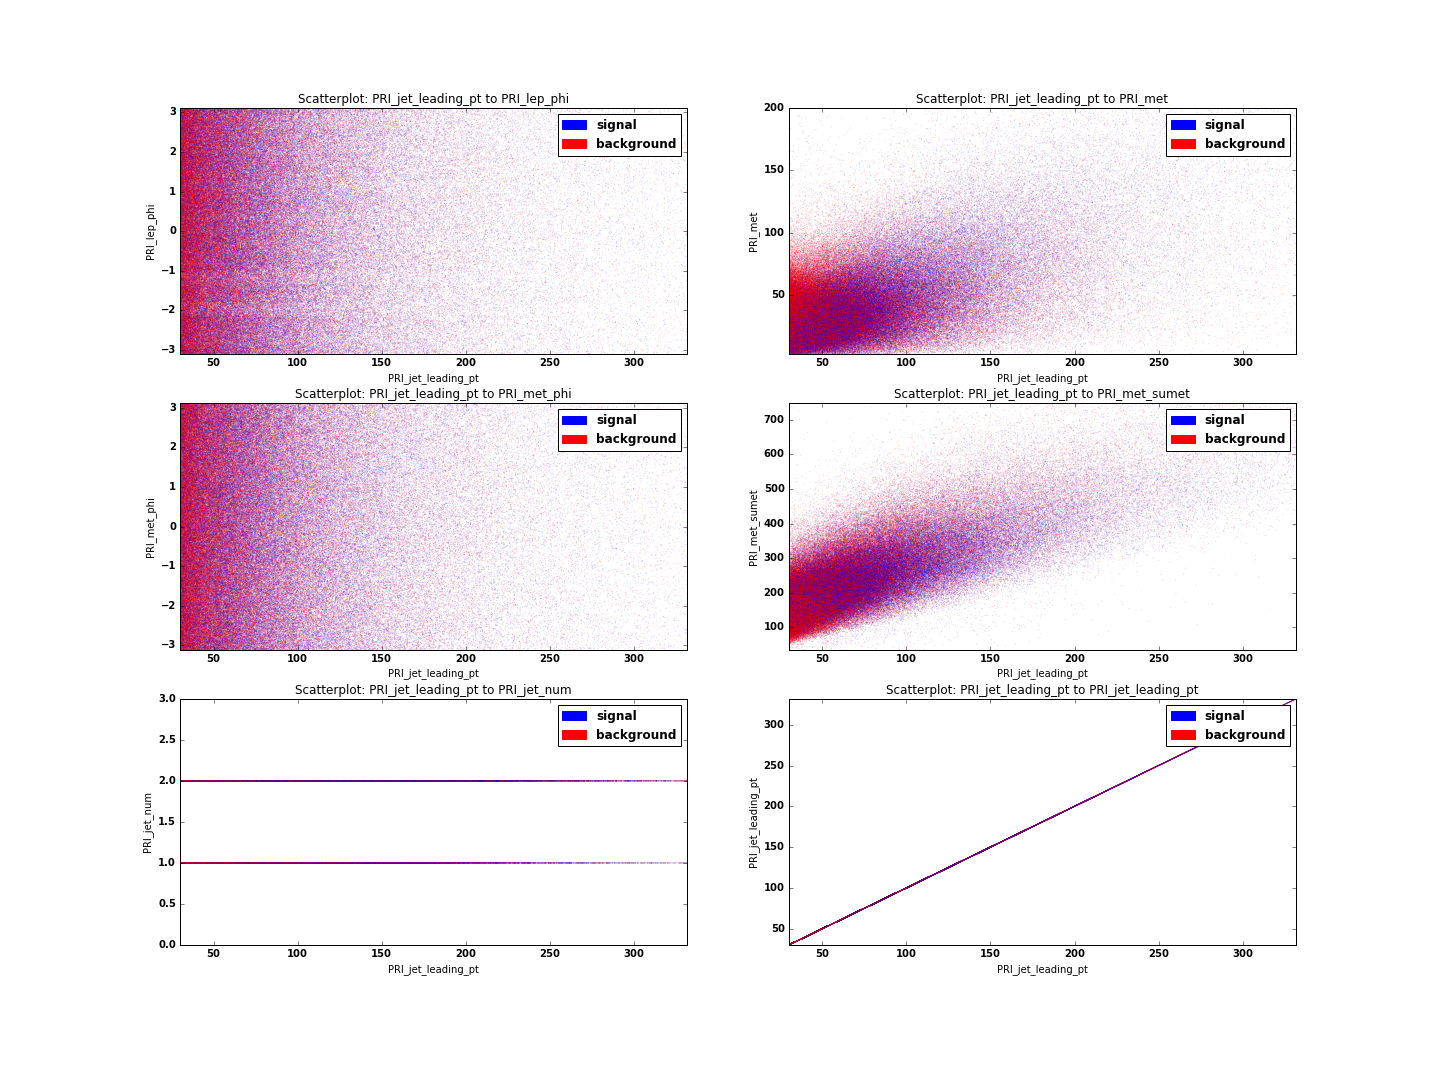 Scatterplot: PRI_jet_leading_pt to PRI_lep_phi
3
2
1
0
−1
−2
−3
PRI_lep_phi
signal
background
50 100 150 200 250 300
PRI_jet_leading_pt
Scatterplot: PRI_jet_leading_pt to PRI_met
200
150
100
50
PRI_met
signal
background
50 100 150 200 250 300
PRI_jet_leading_pt
Scatterplot: PRI_jet_leading_pt to PRI_met_phi
3
2
1
0
−1
−2
−3
PRI_met_phi
signal
background
50 100 150 200 250 300
PRI_jet_leading_pt
Scatterplot: PRI_jet_leading_pt to PRI_met_sumet
700
600
500
400
300
200
100
PRI_met_sumet
signal
background
50 100 150 200 250 300
PRI_jet_leading_pt
Scatterplot: PRI_jet_leading_pt to PRI_jet_num
3.0
2.5
2.0
1.5
1.0
0.5
0.0
PRI_jet_num
signal
background
50 100 150 200 250 300
PRI_jet_leading_pt
Scatterplot: PRI_jet_leading_pt to PRI_jet_leading_pt
300
250
200
150
100
50
PRI_jet_leading_pt
signal
background
50 100 150 200 250 300
PRI_jet_leading_pt